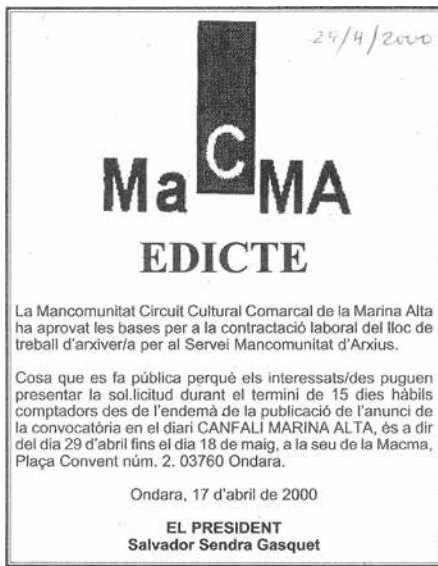 29/4/2000
MaCMA
EDICTE
La Mancomunitat Circuit Cultural Comarcal de la Marina Alta
ha aprovat les bases per a la contractació laboral del lloc de
treball d'arxiver/a per al Servei Mancomunitat d'Arxius.
Cosa que es fa pública perquè els interessats/des puguen
presentar la sol.licitud durant el termini de 15 dies hàbils
comptadors des de l'endemà de la publicació de l'anunci de
la convocatòria en el diari CANFALI MARINA ALTA, és a dir
del dia 29 d'abril fins el dia 18 de maig, a la seu de la Macma,
Plaça Convent núm. 2. 03760 Ondara.
Ondara, 17 d'abril de 2000
EL PRESIDENT
Salvador Sendra Gasquet